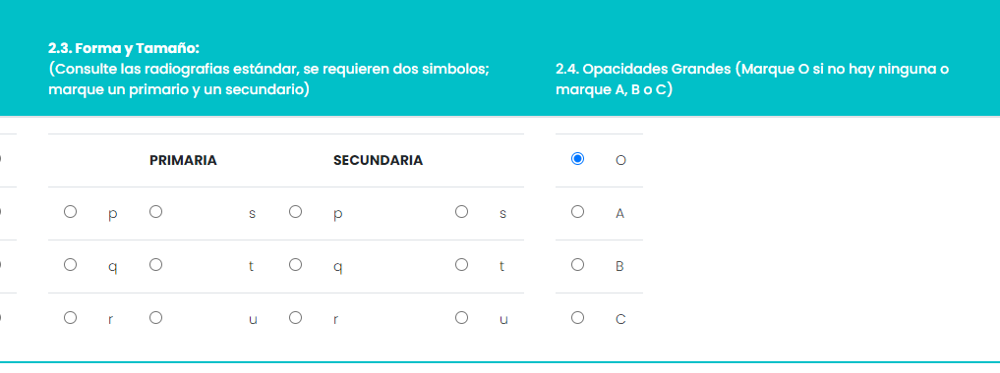 2.3. Forma y Tamaño:
(Consulte las radiografias estándar, se requieren dos simbolos;
marque un primario y un secundario)
2.4. Opacidades Grandes (Marque O si no hay ninguna o
marque A, B o C)
PRIMARIA SECUNDARIA O
p s p s A
q t q t B
r u r u C